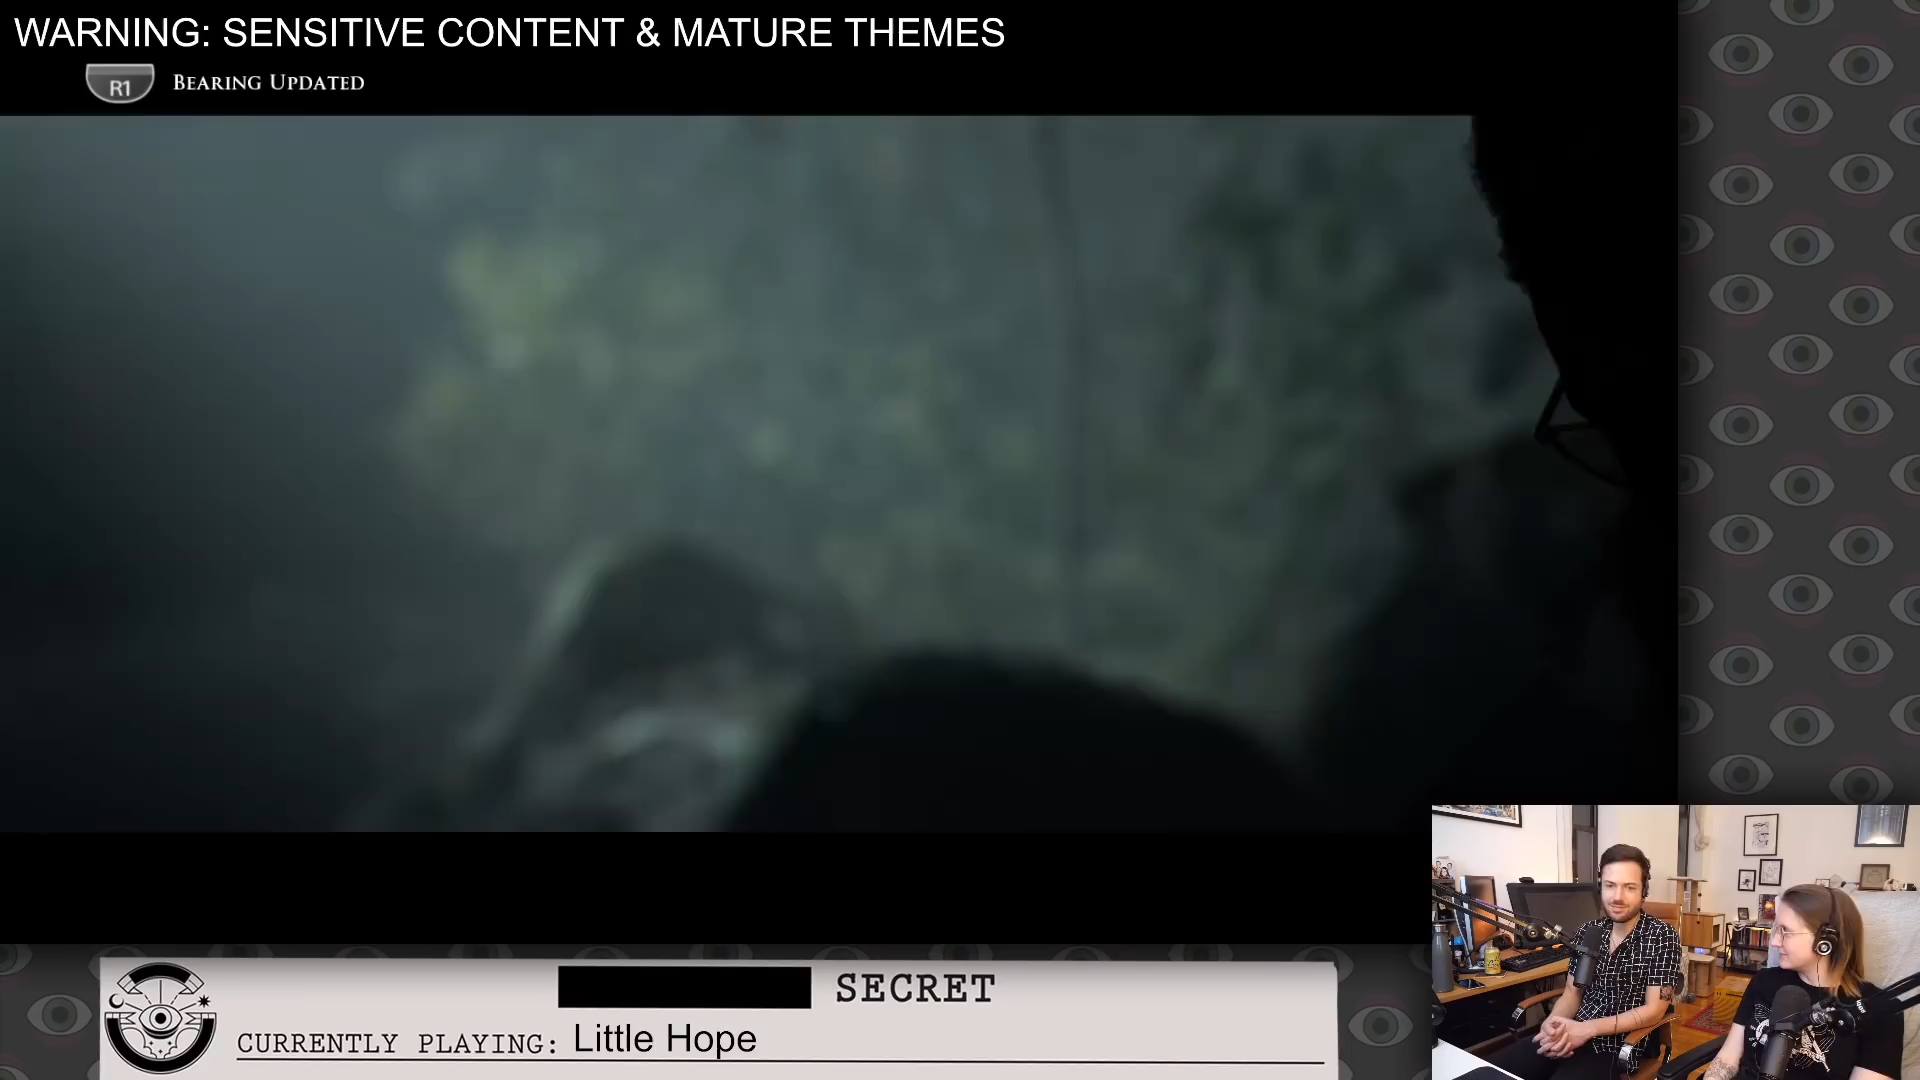 WARNING: SENSITIVE CONTENT & MATURE THEMES
R1 BEARING UPDATED
SECRET
CURRENTLY PLAYING: Little Hope